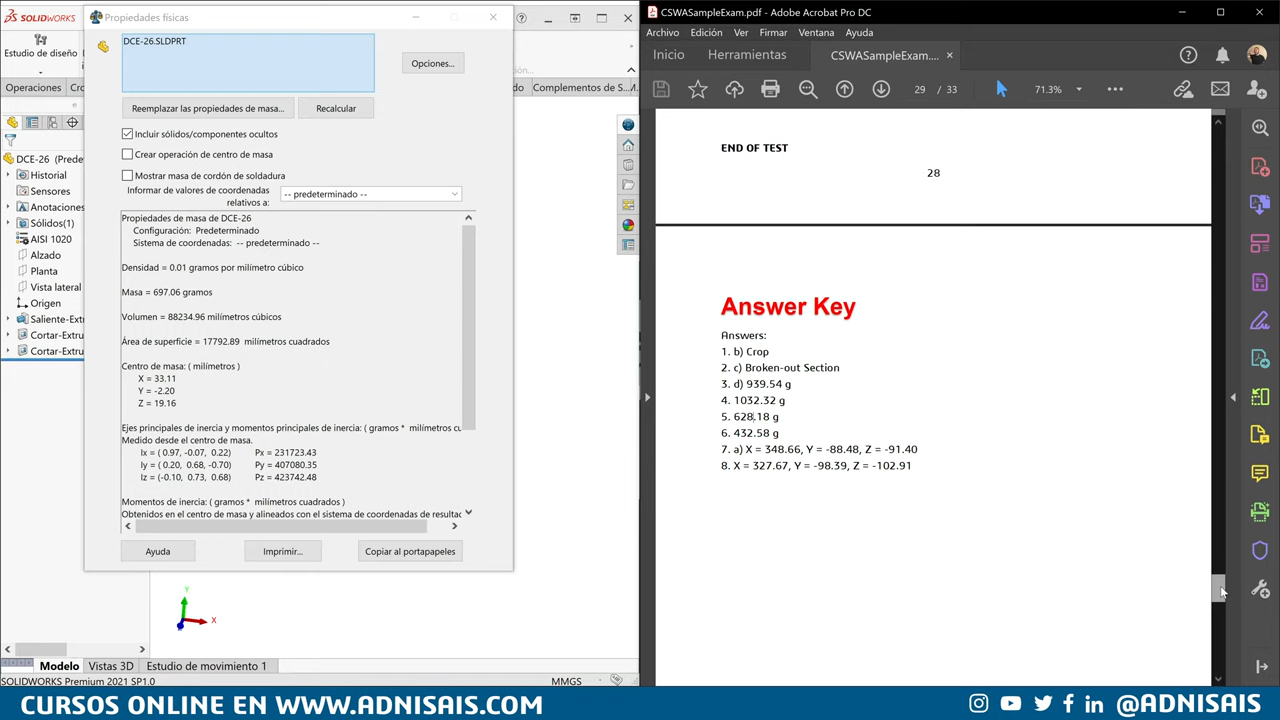 SOLIDWORKS
Propiedades físicas
Estudio de diseño
Operaciones
Complementos de S...
DCE-26.SLDPRT
Opciones...
Reemplazar las propiedades de masa...
Recalcular
Incluir sólidos/componentes ocultos
Crear operación de centro de masa
Mostrar masa de cordón de soldadura
Informar de valores de coordenadas
relativos a:
-- predeterminado --
DCE-26 (Prede
Historial
Sensores
Anotaciones
Sólidos(1)
AISI 1020
Alzado
Planta
Vista lateral
Origen
Saliente-Extr
Cortar-Extru
Cortar-Extru
Propiedades de masa de DCE-26
Configuración: Predeterminado
Sistema de coordenadas: -- predeterminado --
Densidad = 0.01 gramos por milímetro cúbico
Masa = 697.06 gramos
Volumen = 88234.96 milímetros cúbicos
Área de superficie = 17792.89 milímetros cuadrados
Centro de masa: ( milímetros )
X = 33.11
Y = -2.20
Z = 19.16
Ejes principales de inercia y momentos principales de inercia: ( gramos * milímetros cu
Medido desde el centro de masa.
Ix = ( 0.97, -0.07, 0.22) Px = 231723.43
Iy = ( 0.20, 0.68, -0.70) Py = 407080.35
Iz = (-0.10, 0.73, 0.68) Pz = 423742.48
Momentos de inercia: ( gramos * milímetros cuadrados )
Obtenidos en el centro de masa y alineados con el sistema de coordenadas de resultac
Ayuda
Imprimir...
Copiar al portapapeles
Y
X
Z
Modelo
Vistas 3D
Estudio de movimiento 1
SOLIDWORKS Premium 2021 SP1.0
MMGS
CSWASampleExam.pdf - Adobe Acrobat Pro DC
Archivo Edición Ver Firmar Ventana Ayuda
Inicio
Herramientas
CSWASampleExam....
29 / 33
71.3%
END OF TEST
28
Answer Key
Answers:
1. b) Crop
2. c) Broken-out Section
3. d) 939.54 g
4. 1032.32 g
5. 628.18 g
6. 432.58 g
7. a) X = 348.66, Y = -88.48, Z = -91.40
8. X = 327.67, Y = -98.39, Z = -102.91
CURSOS ONLINE EN WWW.ADNISAIS.COM
@ADNISAIS